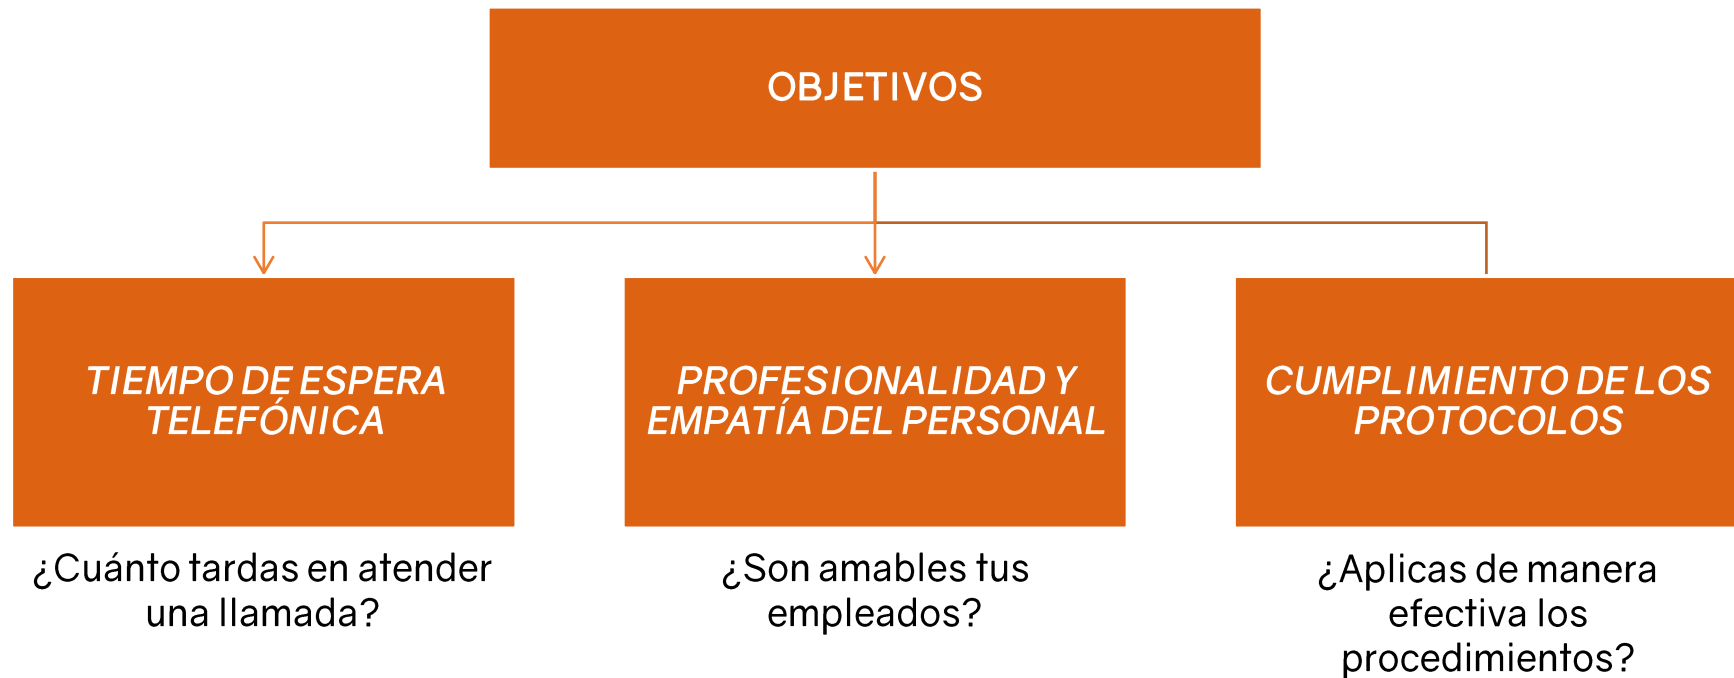 OBJETIVOS
TIEMPO DE ESPERA
TELEFÓNICA
¿Cuánto tardas en atender
una llamada?
PROFESIONALIDAD Y
EMPATÍA DEL PERSONAL
¿Son amables tus
empleados?
CUMPLIMIENTO DE LOS
PROTOCOLOS
¿Aplicas de manera
efectiva los
procedimientos?